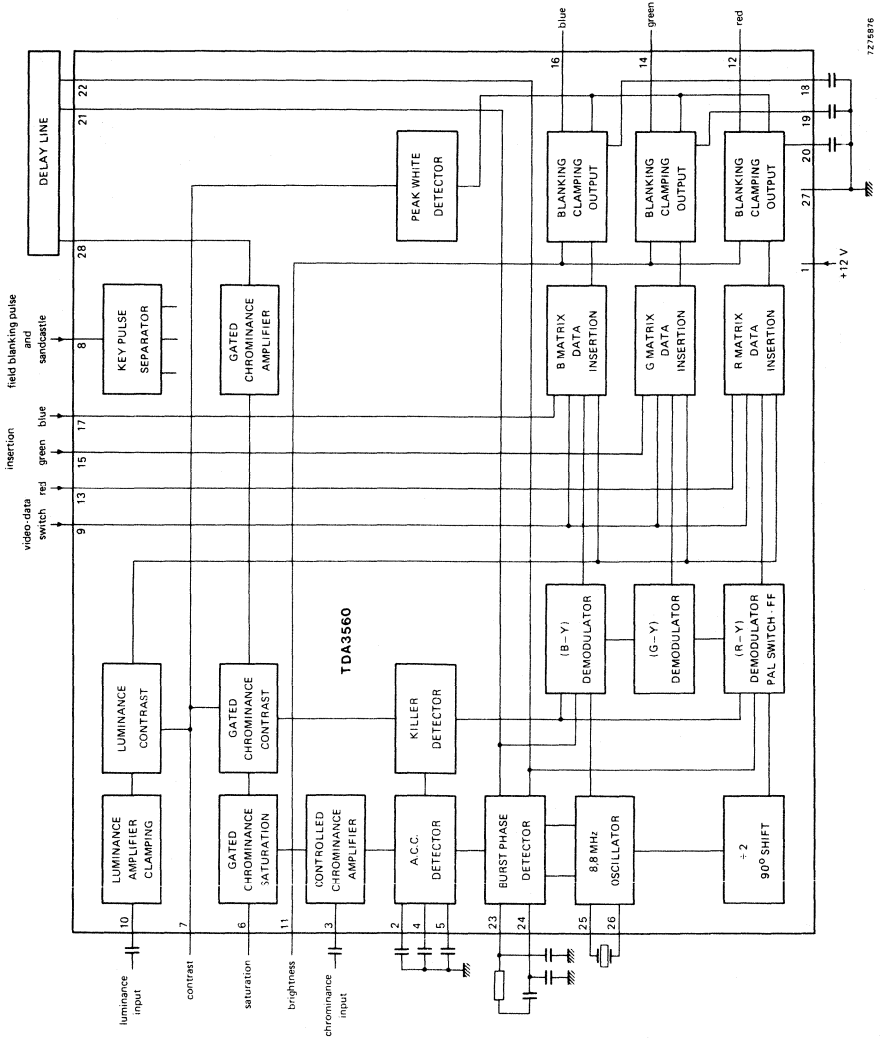 DELAY LINE
field blanking pulse
and
sandcastle
insertion
blue
green
red
video-data
switch
22
21
28
8
17
15
13
9
KEY PULSE
SEPARATOR
GATED
CHROMINANCE
AMPLIFIER
PEAK WHITE
DETECTOR
blue
green
red
16
14
12
18
19
20
27
1
+12 V
BLANKING
CLAMPING
OUTPUT
BLANKING
CLAMPING
OUTPUT
BLANKING
CLAMPING
OUTPUT
B MATRIX
DATA
INSERTION
G MATRIX
DATA
INSERTION
R MATRIX
DATA
INSERTION
TDA3560
LUMINANCE
CONTRAST
GATED
CHROMINANCE
CONTRAST
KILLER
DETECTOR
(B-Y)
DEMODULATOR
(G-Y)
DEMODULATOR
(R-Y)
DEMODULATOR
PAL SWITCH-FF
LUMINANCE
AMPLIFIER
CLAMPING
GATED
CHROMINANCE
SATURATION
CONTROLLED
CHROMINANCE
AMPLIFIER
A.C.C.
DETECTOR
BURST PHASE
DETECTOR
8,8 MHz
OSCILLATOR
÷2
90° SHIFT
10
7
6
11
3
2
4
5
23
24
25
26
luminance
input
contrast
saturation
brightness
chrominance
input
7Z75876